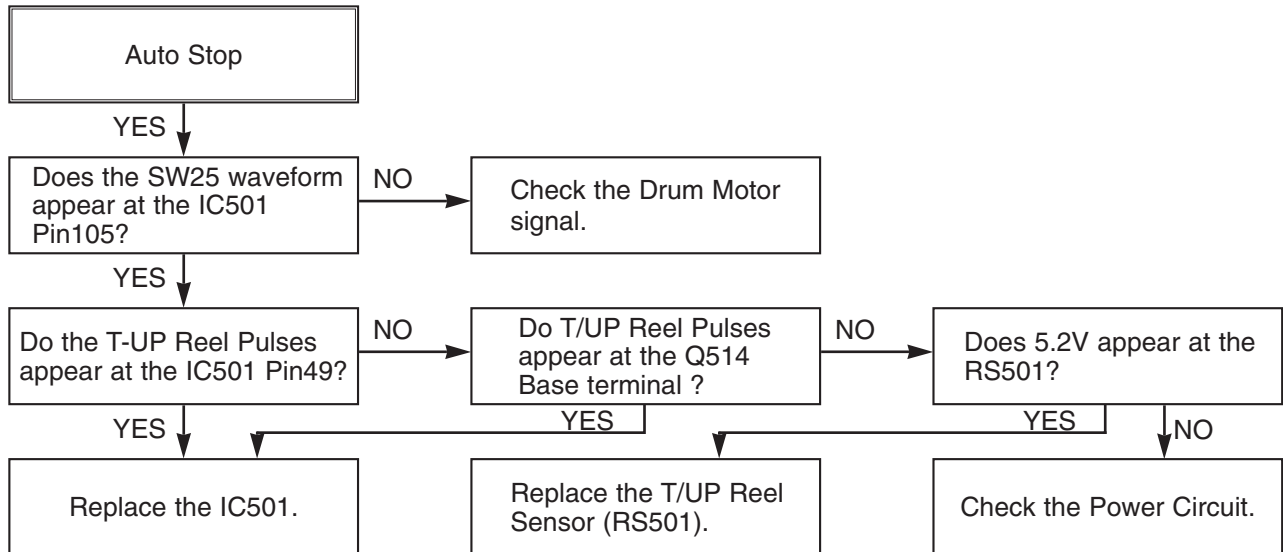 Auto Stop
YES
Does the SW25 waveform
appear at the IC501
Pin105?
NO
Check the Drum Motor
signal.
YES
Do the T-UP Reel Pulses
appear at the IC501 Pin49?
NO
Do T/UP Reel Pulses
appear at the Q514
Base terminal ?
NO
Does 5.2V appear at the
RS501?
YES
YES
YES
NO
Replace the IC501.
Replace the T/UP Reel
Sensor (RS501).
Check the Power Circuit.